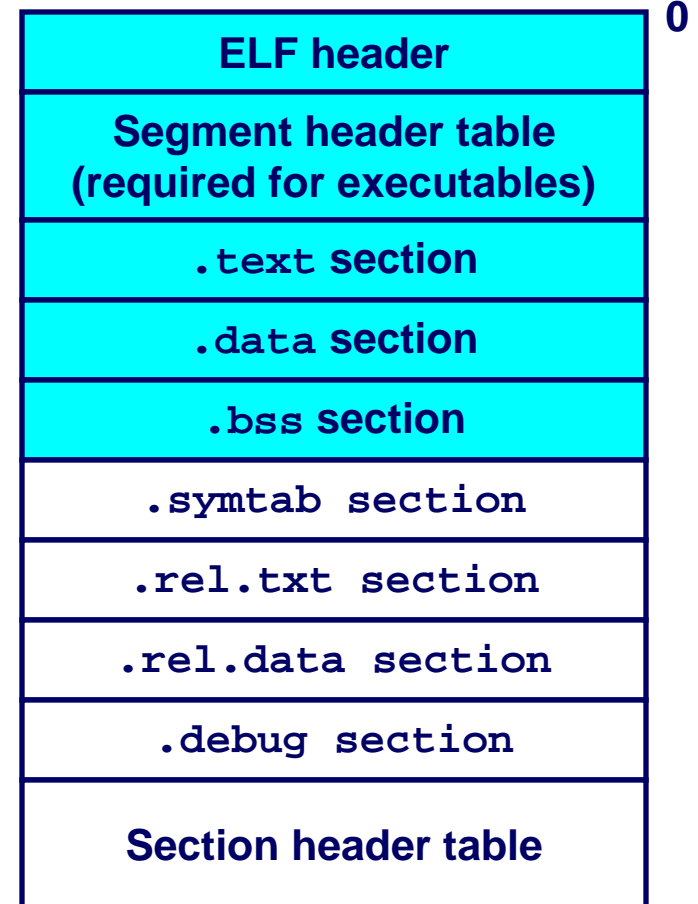 0
ELF header
Segment header table
(required for executables)
.text section
.data section
.bss section
.symtab section
.rel.txt section
.rel.data section
.debug section
Section header table